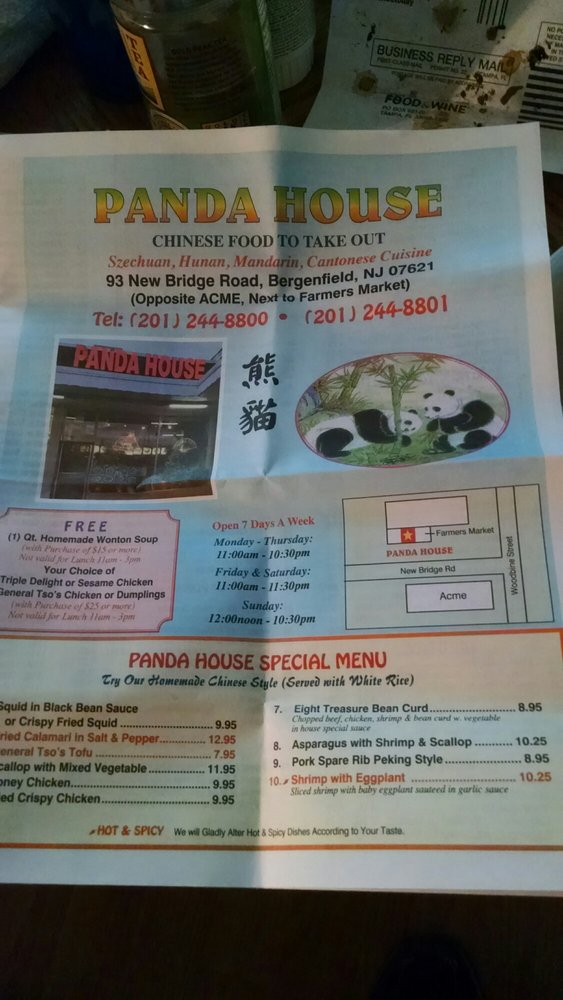 TEA
BUSINESS REPLY MAIL
FOOD & WINE
PANDA HOUSE
CHINESE FOOD TO TAKE OUT
Szechuan, Hunan, Mandarin, Cantonese Cuisine
93 New Bridge Road, Bergenfield, NJ 07621
(Opposite ACME, Next to Farmers Market)
Tel: (201) 244-8800 • (201) 244-8801
PANDA HOUSE
熊
貓
FREE
(1) Qt. Homemade Wonton Soup
(with Purchase of $15 or more)
Not valid for Lunch 11am - 3pm
Your Choice of
Triple Delight or Sesame Chicken
General Tso's Chicken or Dumplings
(with Purchase of $25 or more)
Not valid for Lunch 11am - 3pm
Open 7 Days A Week
Monday - Thursday:
11:00am - 10:30pm
Friday & Saturday:
11:00am - 11:30pm
Sunday:
12:00noon - 10:30pm
Farmers Market
PANDA HOUSE
New Bridge Rd
Acme
Woodbine Street
PANDA HOUSE SPECIAL MENU
Try Our Homemade Chinese Style (Served with White Rice)
Squid in Black Bean Sauce
or Crispy Fried Squid 9.95
ried Calamari in Salt & Pepper 12.95
eneral Tso's Tofu 7.95
callop with Mixed Vegetable 11.95
oney Chicken 9.95
ied Crispy Chicken 9.95
7. Eight Treasure Bean Curd 8.95
Chopped beef, chicken, shrimp & bean curd w. vegetable
in house special sauce
8. Asparagus with Shrimp & Scallop 10.25
9. Pork Spare Rib Peking Style 8.95
10. Shrimp with Eggplant 10.25
Sliced shrimp with baby eggplant sauteed in garlic sauce
HOT & SPICY We will Gladly Alter Hot & Spicy Dishes According to Your Taste.